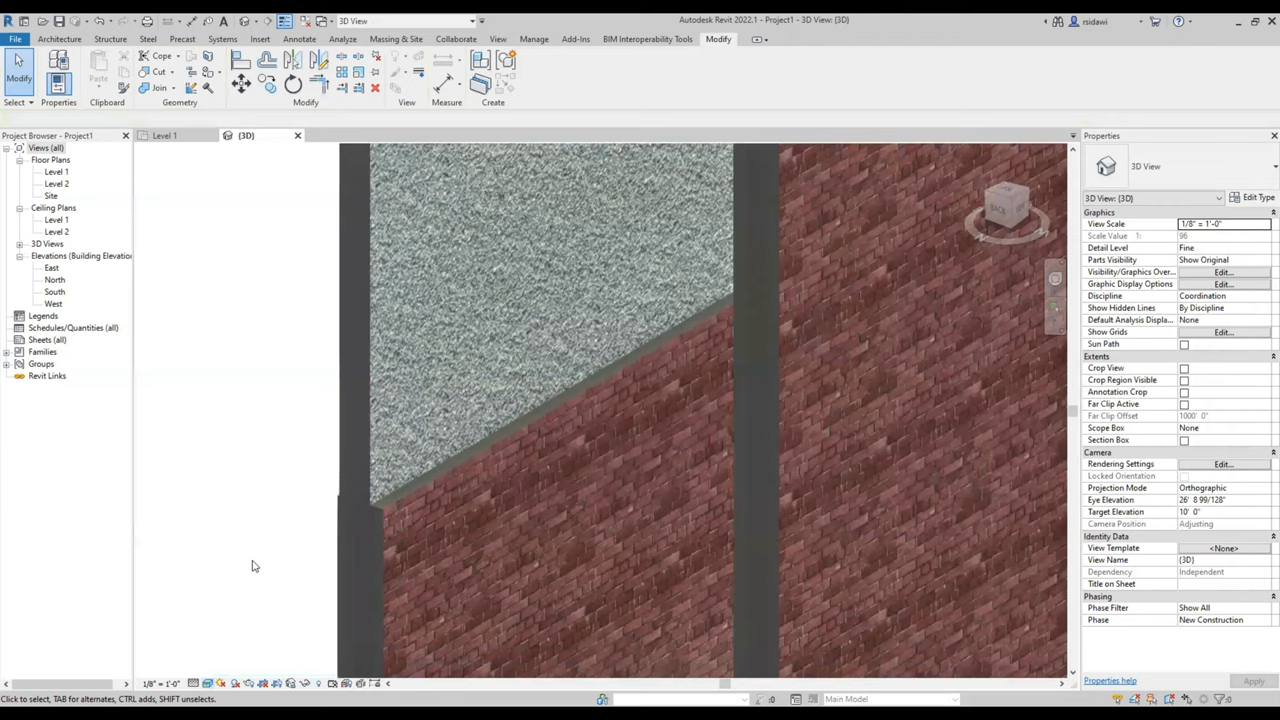 3D View
Autodesk Revit 2022.1 - Project1 - 3D View: {3D}
rsidawi
File
Architecture
Structure
Steel
Precast
Systems
Insert
Annotate
Analyze
Massing & Site
Collaborate
View
Manage
Add-Ins
BIM Interoperability Tools
Modify
Modify
Paste
Cope
Cut
Join
Select
Properties
Clipboard
Geometry
Modify
View
Measure
Create
Project Browser - Project1
Level 1
{3D}
Properties
Views (all)
Floor Plans
Level 1
Level 2
Site
Ceiling Plans
Level 1
Level 2
3D Views
Elevations (Building Elevatio
East
North
South
West
Legends
Schedules/Quantities (all)
Sheets (all)
Families
Groups
Revit Links
BACK
3D View
3D View: {3D}
Edit Type
Graphics
View Scale 1/8" = 1'-0"
Scale Value 1: 96
Detail Level Fine
Parts Visibility Show Original
Visibility/Graphics Over... Edit...
Graphic Display Options Edit...
Discipline Coordination
Show Hidden Lines By Discipline
Default Analysis Displa... None
Show Grids Edit...
Sun Path
Extents
Crop View
Crop Region Visible
Annotation Crop
Far Clip Active
Far Clip Offset 1000' 0"
Scope Box None
Section Box
Camera
Rendering Settings Edit...
Locked Orientation
Projection Mode Orthographic
Eye Elevation 26' 8 99/128"
Target Elevation 10' 0"
Camera Position Adjusting
Identity Data
View Template <None>
View Name {3D}
Dependency Independent
Title on Sheet
Phasing
Phase Filter Show All
Phase New Construction
Properties help
Apply
1/8" = 1'-0"
Click to select, TAB for alternates, CTRL adds, SHIFT unselects.
:0
Main Model
:0